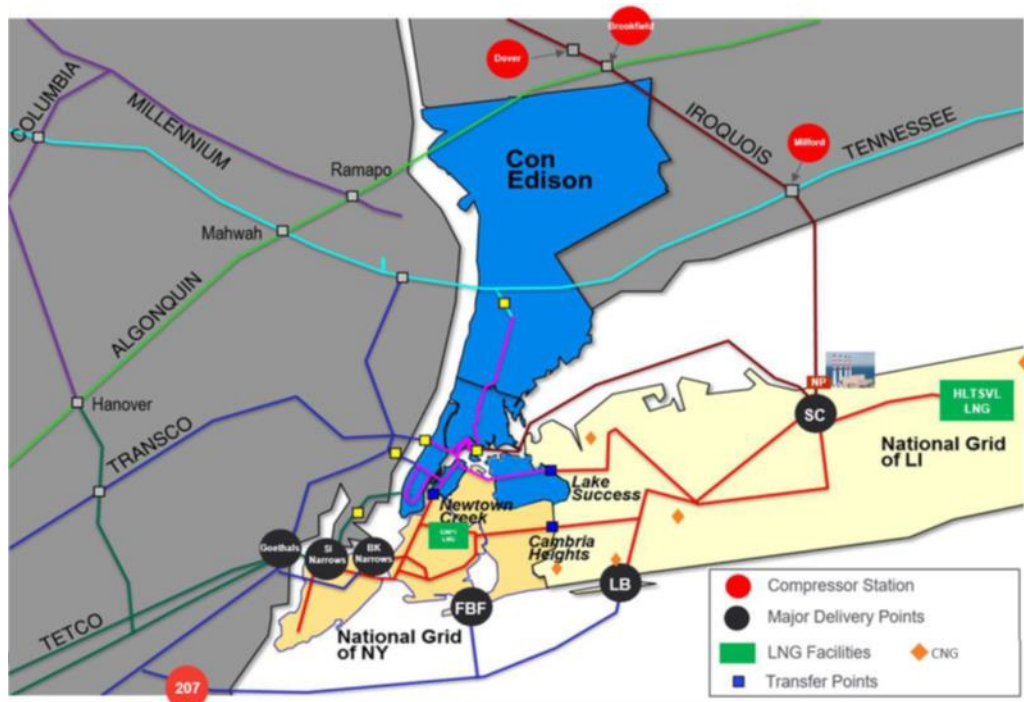 Dover
Brookfield
COLUMBIA
MILLENNIUM
IROQUOIS
TENNESSEE
Milford
Con
Edison
Ramapo
Mahwah
ALGONQUIN
Hanover
TRANSCO
NP
SC
HLTSVL
LNG
National Grid
of LI
Lake
Success
Newtown
Creek
LNG
Cambria
Heights
Goethals
SI
Narrows
BK
Narrows
FBF
LB
TETCO
National Grid
of NY
207
Compressor Station
Major Delivery Points
LNG Facilities
CNG
Transfer Points